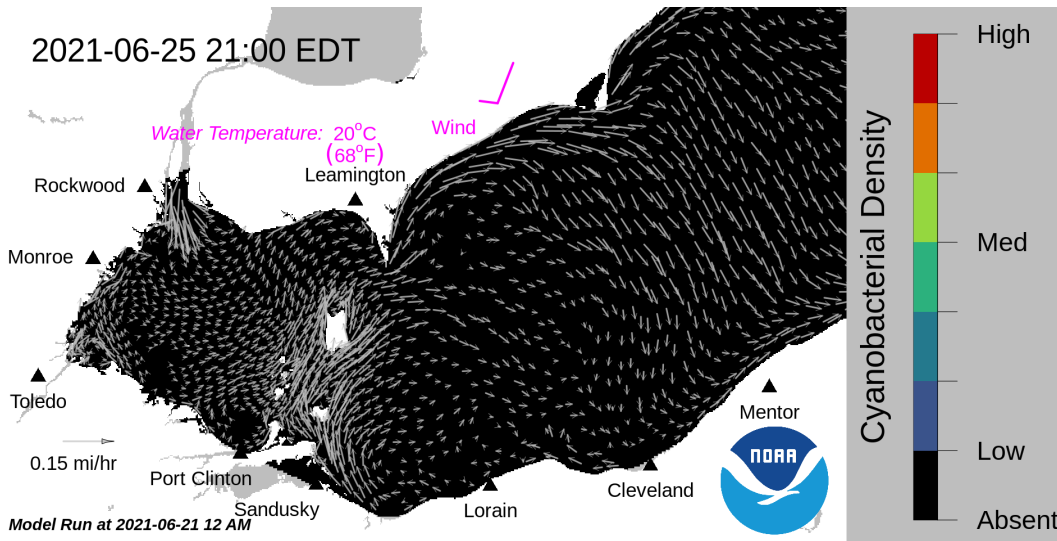 2021-06-25 21:00 EDT
Water Temperature: 20°C
(68°F)
Wind
Leamington
Rockwood
Monroe
Toledo
0.15 mi/hr
Port Clinton
Sandusky
Lorain
Cleveland
Mentor
NOAA
Model Run at 2021-06-21 12 AM
Cyanobacterial Density
High
Med
Low
Absent